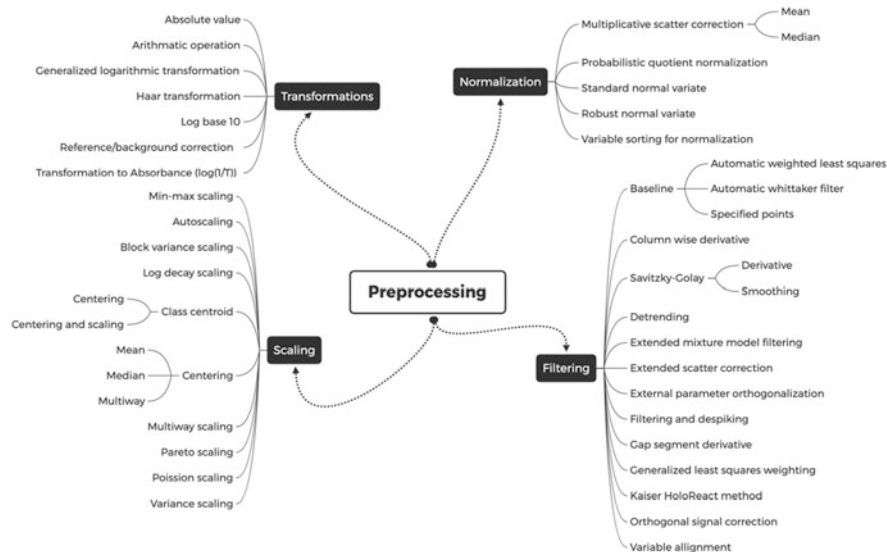 Preprocessing
Transformations
Absolute value
Arithmatic operation
Generalized logarithmic transformation
Haar transformation
Log base 10
Reference/background correction
Transformation to Absorbance (log(1/T))
Normalization
Multiplicative scatter correction
Mean
Median
Probabilistic quotient normalization
Standard normal variate
Robust normal variate
Variable sorting for normalization
Scaling
Min-max scaling
Autoscaling
Block variance scaling
Log decay scaling
Class centroid
Centering
Centering and scaling
Centering
Mean
Median
Multiway
Multiway scaling
Pareto scaling
Poission scaling
Variance scaling
Filtering
Baseline
Automatic weighted least squares
Automatic whittaker filter
Specified points
Column wise derivative
Savitzky-Golay
Derivative
Smoothing
Detrending
Extended mixture model filtering
Extended scatter correction
External parameter orthogonalization
Filtering and despiking
Gap segment derivative
Generalized least squares weighting
Kaiser HoloReact method
Orthogonal signal correction
Variable allignment